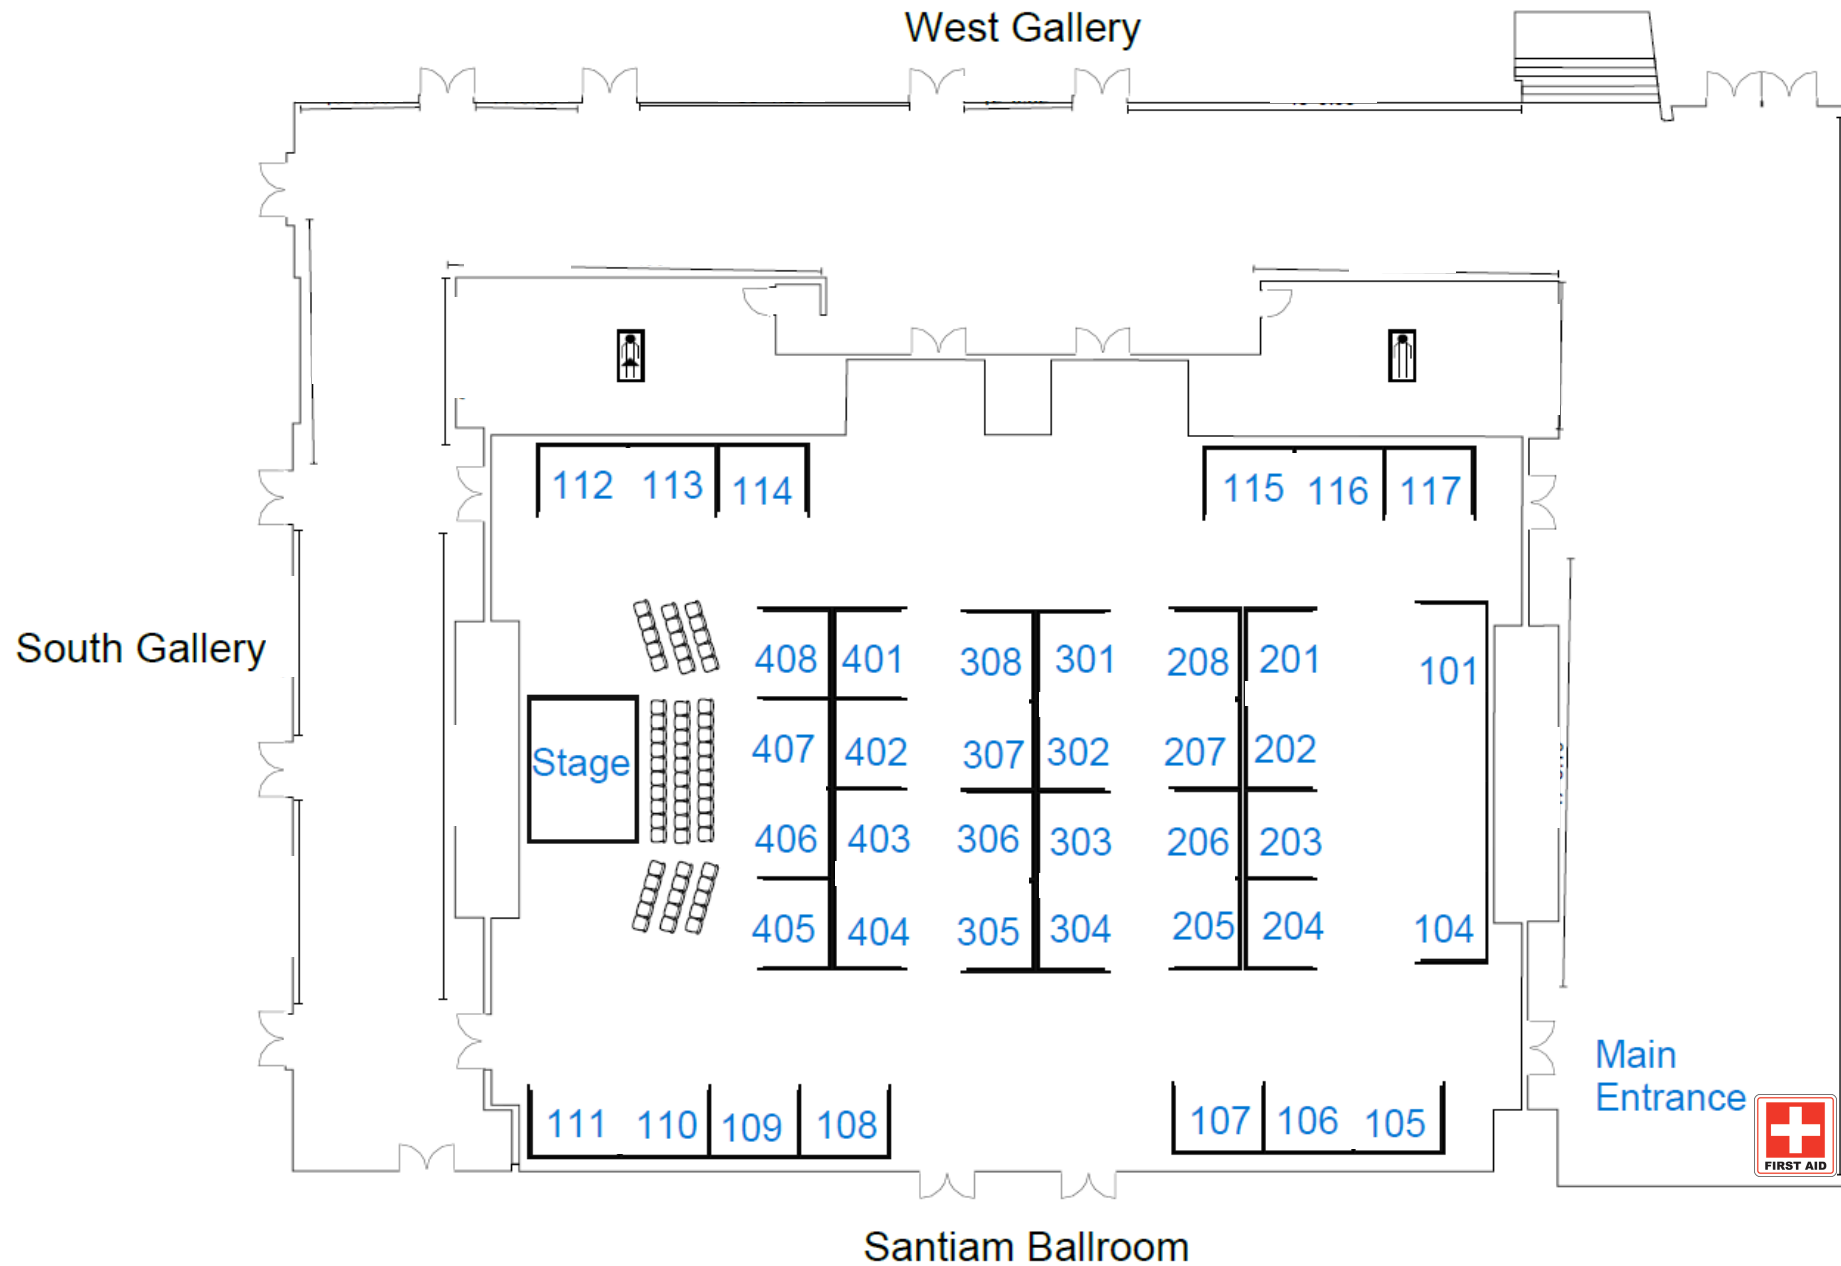 West Gallery
112 113 114
115 116 117
South Gallery
408 401 308 301 208 201 101
407 402 307 302 207 202
Stage
406 403 306 303 206 203
405 404 305 304 205 204 104
Main
Entrance
111 110 109 108
107 106 105
FIRST AID
Santiam Ballroom